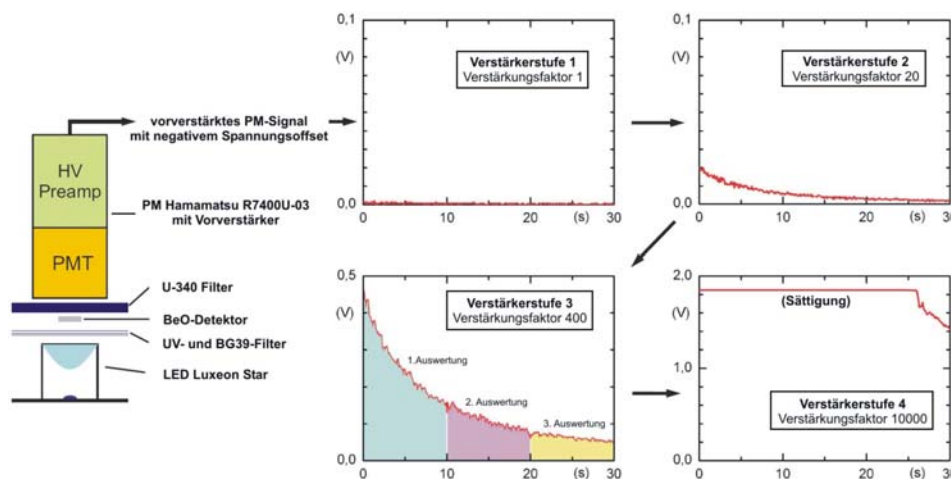 HV
Preamp
PMT
vorverstärktes PM-Signal
mit negativem Spannungsoffset
PM Hamamatsu R7400U-03
mit Vorverstärker
U-340 Filter
BeO-Detektor
UV- und BG39-Filter
LED Luxeon Star
0,1
(V)
Verstärkerstufe 1
Verstärkungsfaktor 1
0,0
0
10
20
(s)
30
0,1
(V)
Verstärkerstufe 2
Verstärkungsfaktor 20
0,0
0
10
20
(s)
30
0,5
(V)
Verstärkerstufe 3
Verstärkungsfaktor 400
1.Auswertung
2. Auswertung
3. Auswertung
0,0
0
10
20
(s)
30
2,0
(V)
(Sättigung)
1,0
Verstärkerstufe 4
Verstärkungsfaktor 10000
0,0
0
10
20
(s)
30